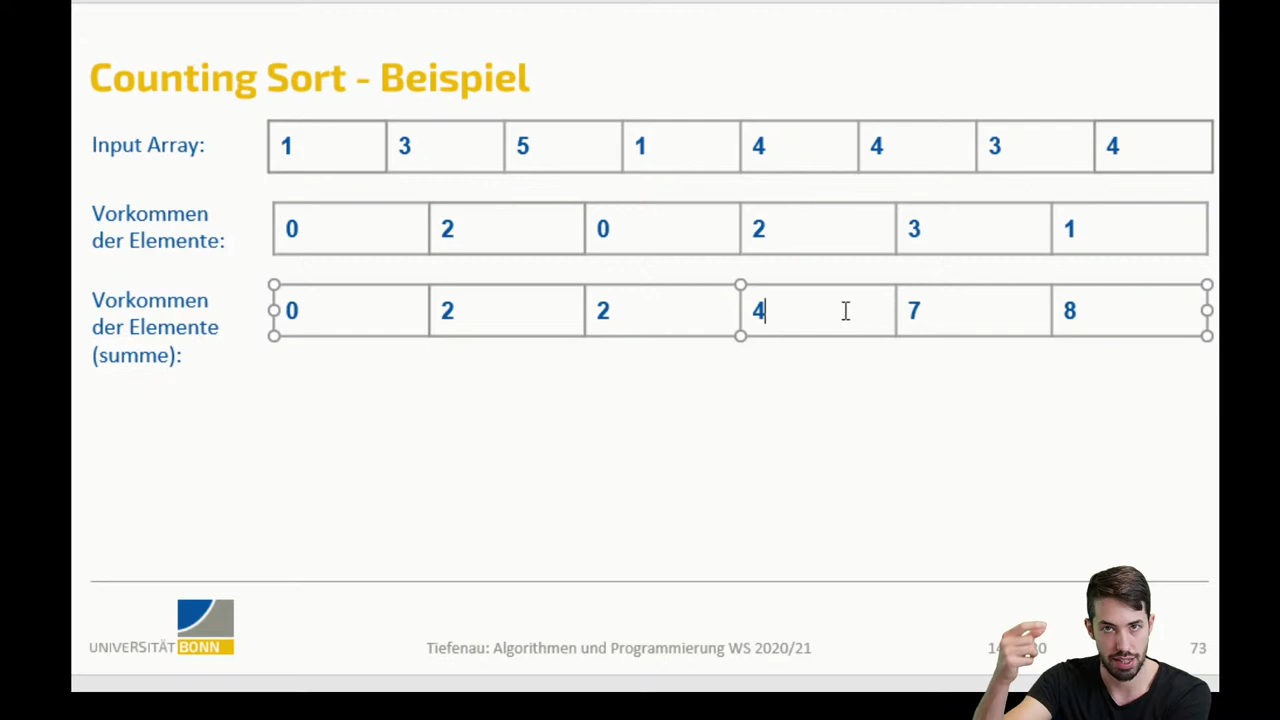 Counting Sort - Beispiel
Input Array: 1 3 5 1 4 4 3 4
Vorkommen
der Elemente: 0 2 0 2 3 1
Vorkommen
der Elemente
(summe): 0 2 2 4 7 8
UNIVERSITÄT BONN
Tiefenau: Algorithmen und Programmierung WS 2020/21
73